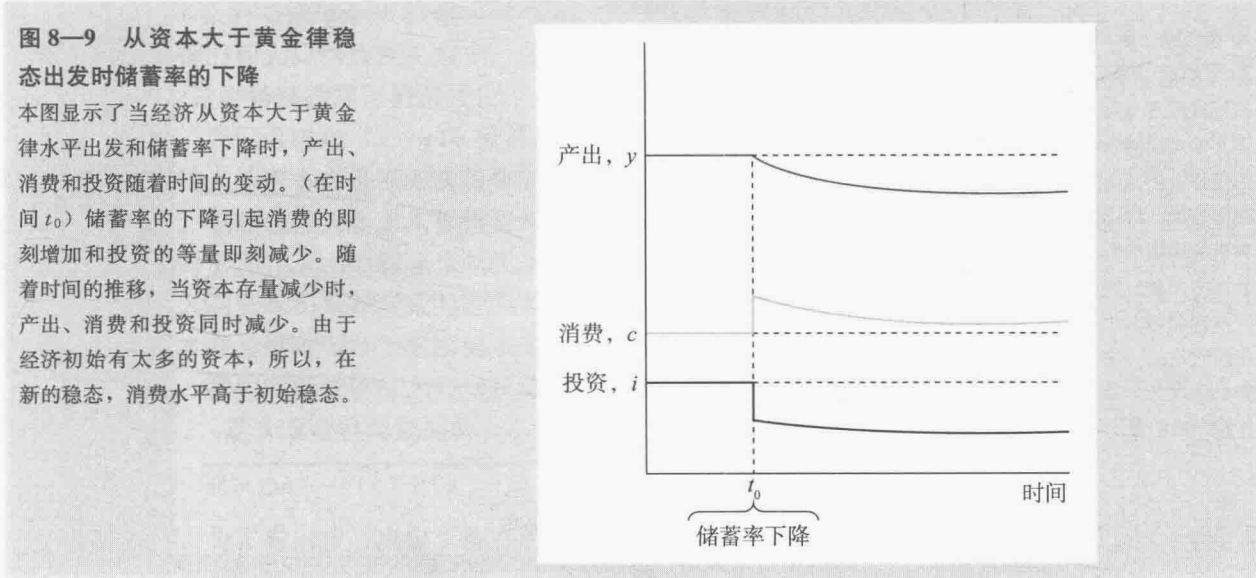 图 8—9 从资本大于黄金律稳
态出发时储蓄率的下降
本图显示了当经济从资本大于黄金
律水平出发和储蓄率下降时，产出、
消费和投资随着时间的变动。（在时
间 t₀）储蓄率的下降引起消费的即
刻增加和投资的等量即刻减少。随
着时间的推移，当资本存量减少时，
产出、消费和投资同时减少。由于
经济初始有太多的资本，所以，在
新的稳态，消费水平高于初始稳态。
产出，y
消费，c
投资，i
t₀
时间
储蓄率下降